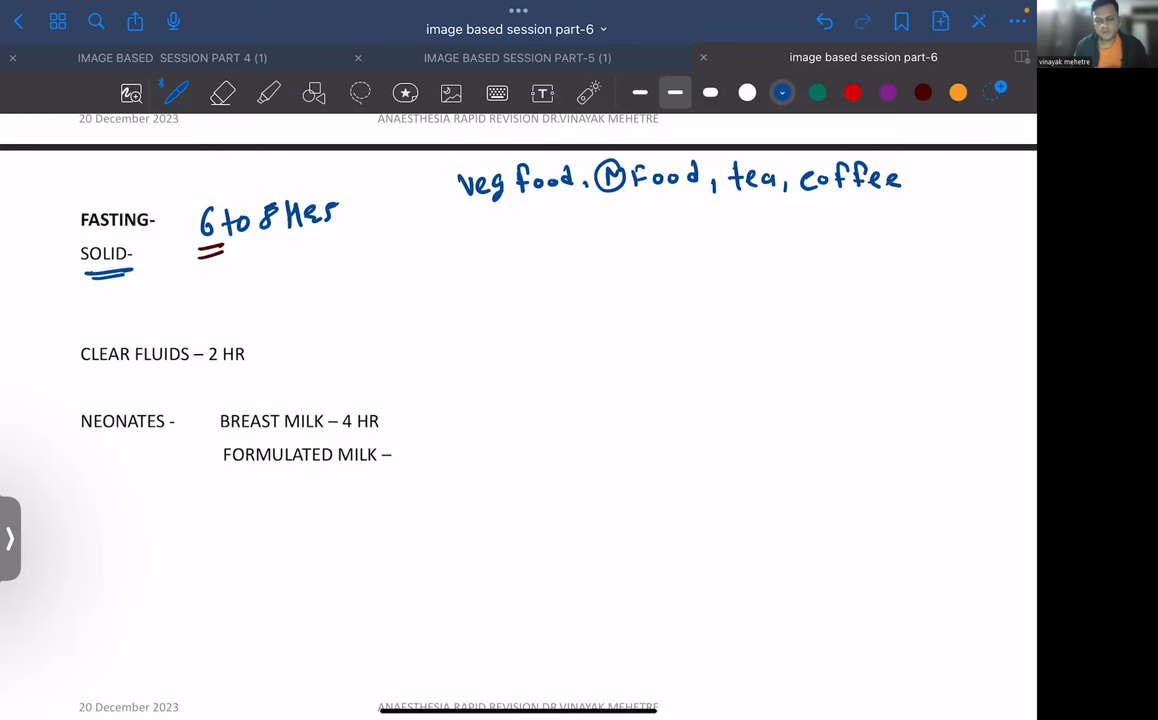 image based session part-6
IMAGE BASED SESSION PART 4 (1)
IMAGE BASED SESSION PART-5 (1)
image based session part-6
vinayak mehetre
20 December 2023
ANAESTHESIA RAPID REVISION DR.VINAYAK MEHETRE
veg food, N Food, tea, coffee
FASTING- 6 to 8 Hrs
SOLID-
CLEAR FLUIDS – 2 HR
NEONATES - BREAST MILK – 4 HR
FORMULATED MILK –
20 December 2023
ANAESTHESIA RAPID REVISION DR.VINAYAK MEHETRE